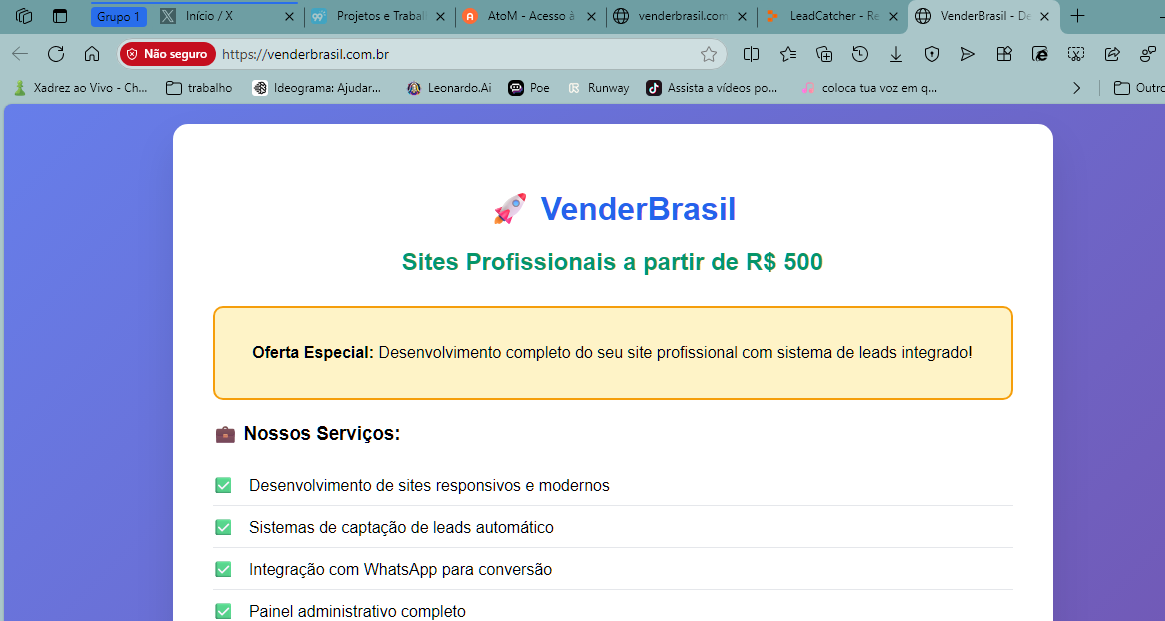 Grupo 1
Início / X
Projetos e Trabal
AtoM - Acesso à
venderbrasil.com
LeadCatcher - Re
VenderBrasil - De
Não seguro
https://venderbrasil.com.br
Xadrez ao Vivo - Ch...
trabalho
Ideograma: Ajudar...
Leonardo.Ai
Poe
Runway
Assista a vídeos po...
coloca tua voz em q...
Outro
🚀 VenderBrasil
Sites Profissionais a partir de R$ 500
Oferta Especial: Desenvolvimento completo do seu site profissional com sistema de leads integrado!
💼 Nossos Serviços:
✅ Desenvolvimento de sites responsivos e modernos
✅ Sistemas de captação de leads automático
✅ Integração com WhatsApp para conversão
✅ Painel administrativo completo